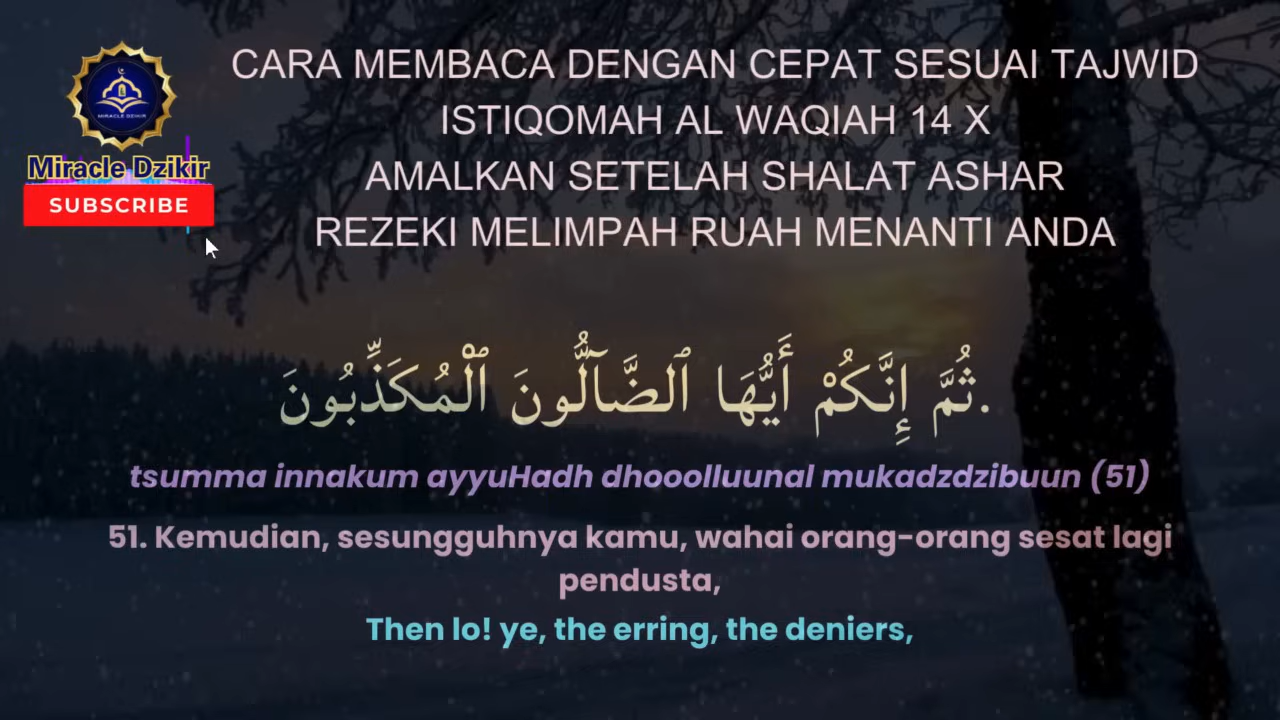 CARA MEMBACA DENGAN CEPAT SESUAI TAJWID
ISTIQOMAH AL WAQIAH 14 X
AMALKAN SETELAH SHALAT ASHAR
REZEKI MELIMPAH RUAH MENANTI ANDA
MIRACLE DZIKIR
Miracle Dzikir
SUBSCRIBE
ثُمَّ إِنَّكُمْ أَيُّهَا ٱلضَّآلُّونَ ٱلْمُكَذِّبُونَ.
tsumma innakum ayyuHadh dhooolluunal mukadzdzibuun (51)
51. Kemudian, sesungguhnya kamu, wahai orang-orang sesat lagi
pendusta,
Then lo! ye, the erring, the deniers,